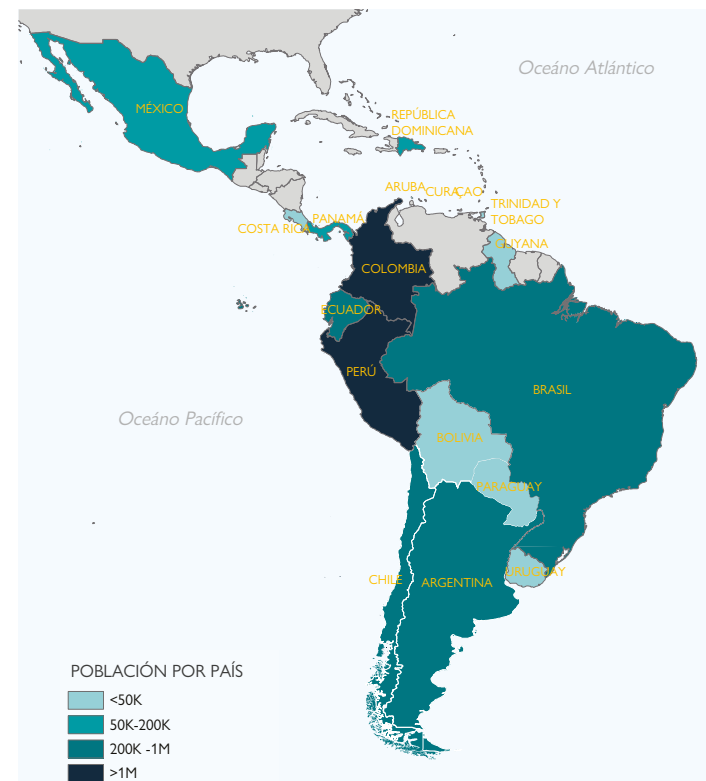 Oceáno Atlántico
MÉXICO
REPÚBLICA
DOMINICANA
ARUBA
CURAÇAO
TRINIDAD Y
TOBAGO
COSTA RICA
PANAMÁ
GUYANA
COLOMBIA
ECUADOR
PERÚ
BRASIL
Oceáno Pacífico
BOLIVIA
PARAGUAY
URUGUAY
CHILE
ARGENTINA
POBLACIÓN POR PAÍS
<50K
50K-200K
200K -1M
>1M